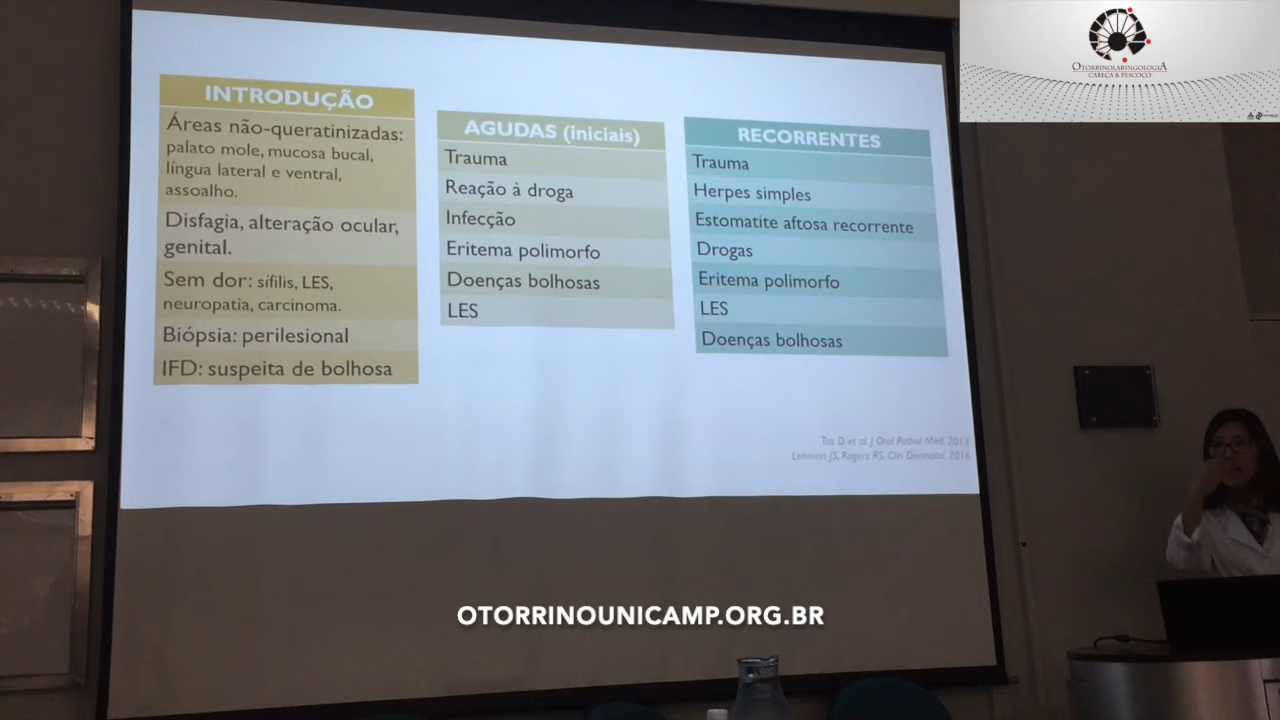 OTORRINOLARINGOLOGIA
CABEÇA & PESCOÇO
INTRODUÇÃO
Áreas não-queratinizadas:
palato mole, mucosa bucal,
língua lateral e ventral,
assoalho.
Disfagia, alteração ocular,
genital.
Sem dor: sífilis, LES,
neuropatia, carcinoma.
Biópsia: perilesional
IFD: suspeita de bolhosa
AGUDAS (iniciais)
Trauma
Reação à droga
Infecção
Eritema polimorfo
Doenças bolhosas
LES
RECORRENTES
Trauma
Herpes simples
Estomatite aftosa recorrente
Drogas
Eritema polimorfo
LES
Doenças bolhosas
Tas D et al. J Oral Pathol Med. 2013.
Lehman JS, Rogers RS. Clin Dermatol. 2016
OTORRINOUNICAMP.ORG.BR